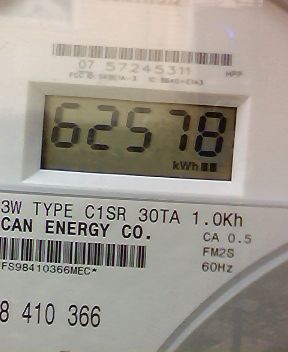 07 57245311 MPP
62578
kWh
3W TYPE C1SR 30TA 1.0Kh
CAN ENERGY CO. CA 0.5
FM2S
*FS98410366MEC* 60Hz
8 410 366